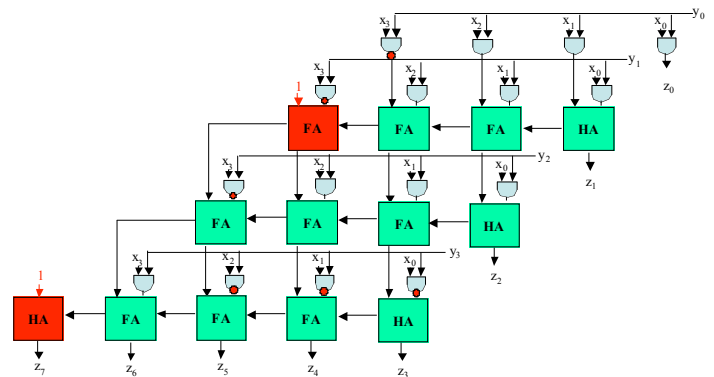 x₃ x₂ x₁ x₀ y₀
x₃ x₂ x₁ x₀ y₁
z₀
1
FA FA FA HA
z₁
x₃ x₂ x₁ x₀ y₂
FA FA FA HA
z₂
x₃ x₂ x₁ x₀ y₃
1
HA FA FA FA HA
z₇ z₆ z₅ z₄ z₃